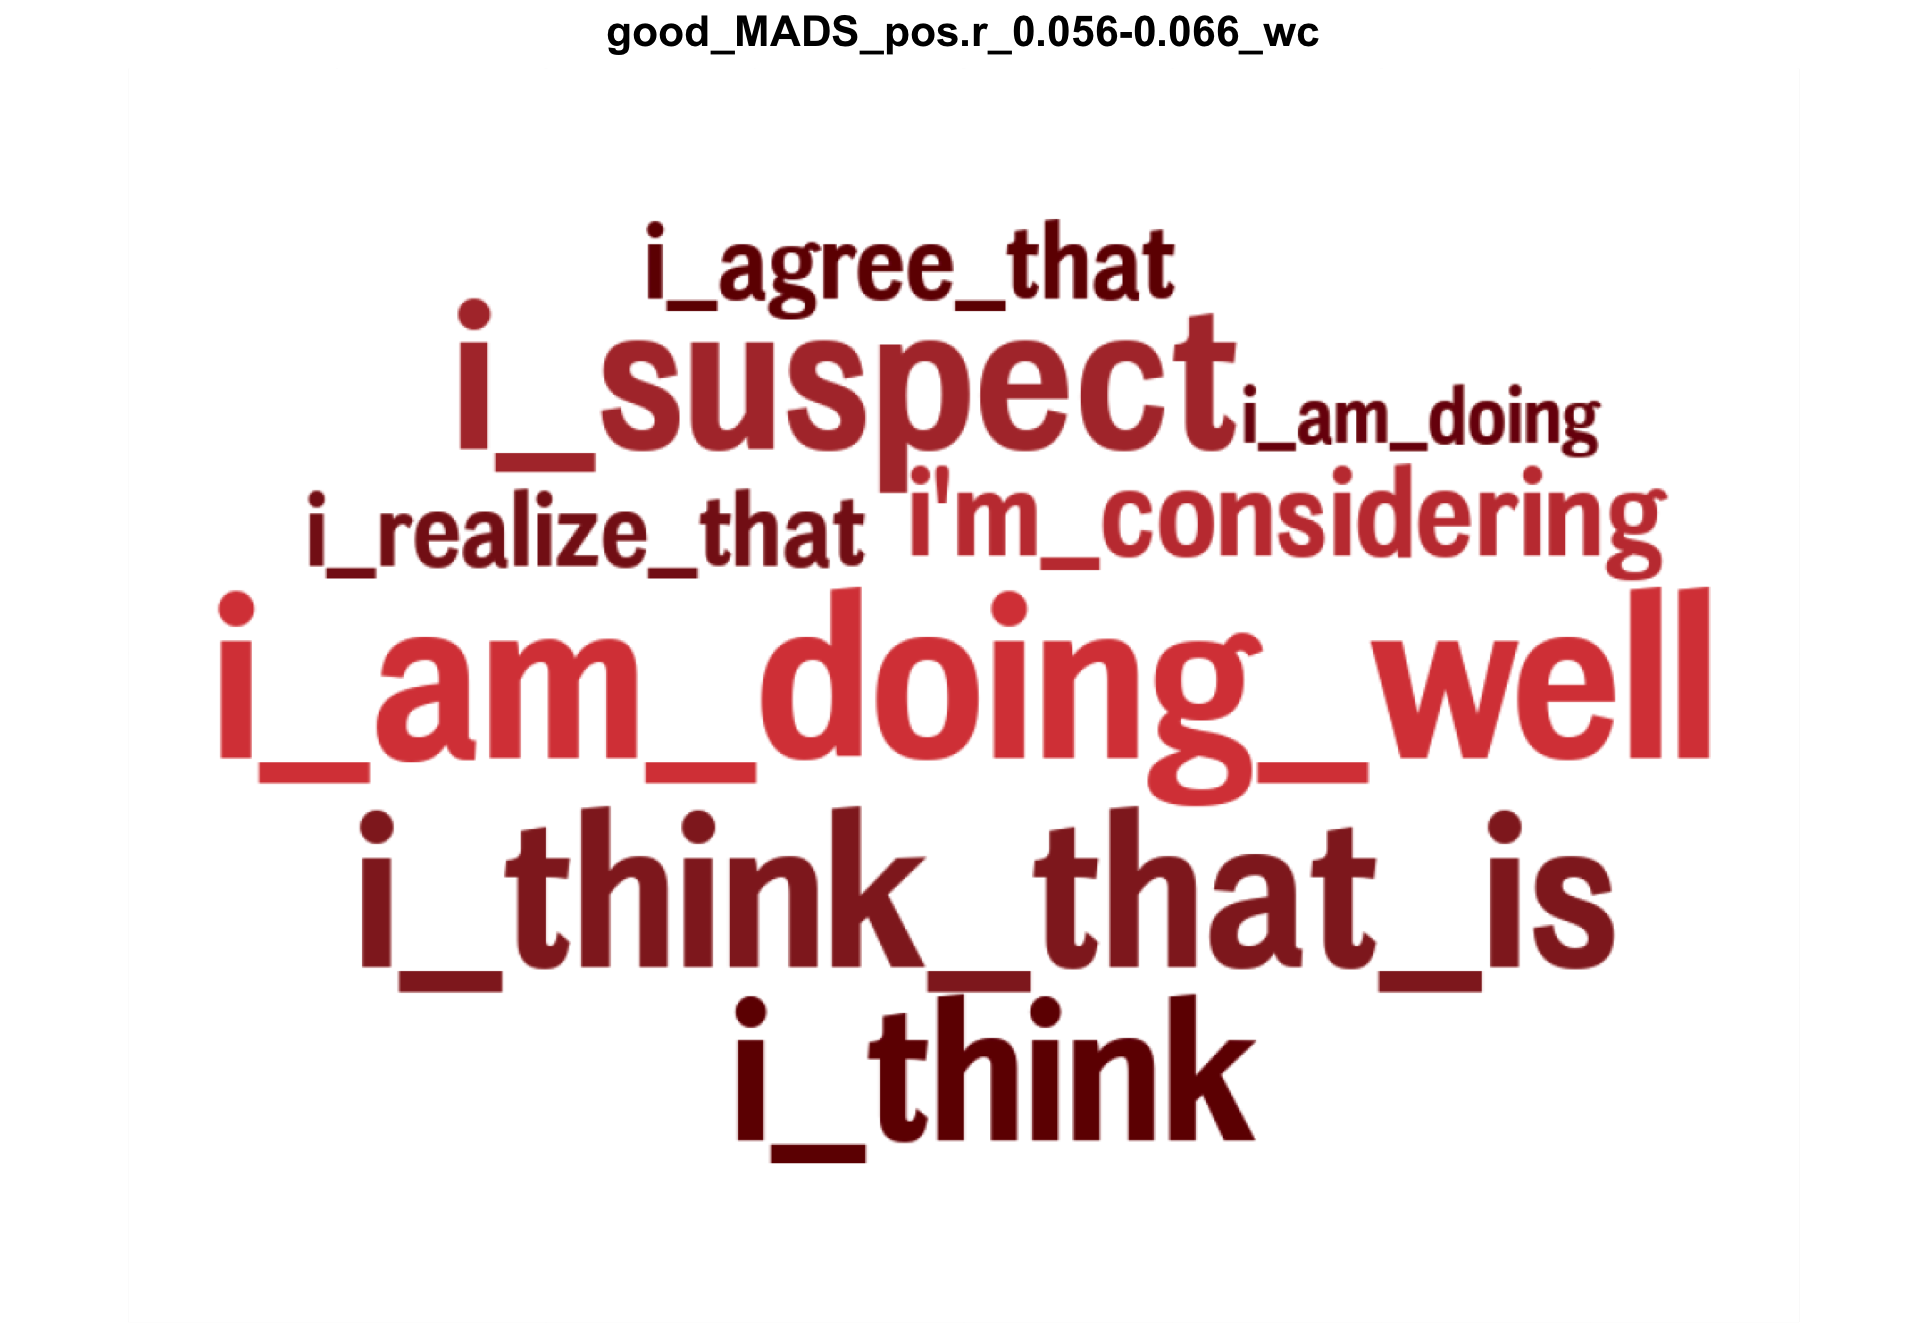 good_MADS_pos.r_0.056-0.066_wc
i_agree_that
i_suspect
i_am_doing
i_realize_that
i'm_considering
i_am_doing_well
i_think_that_is
i_think